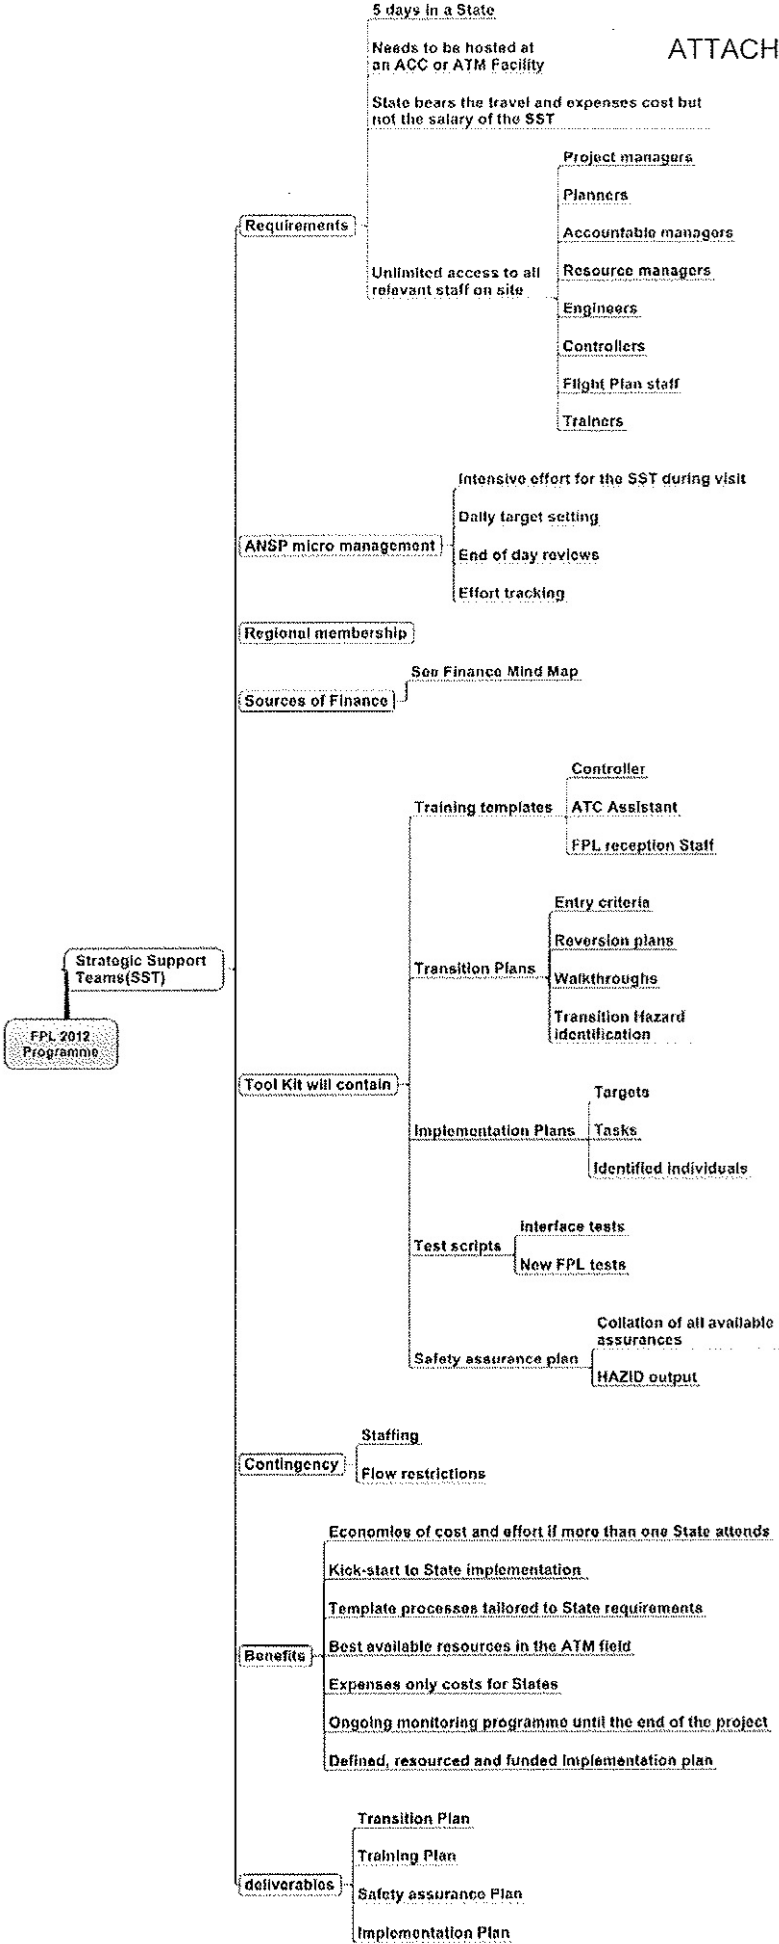 5 days in a State
Needs to be hosted at
an ACC or ATM Facility
ATTACH
State bears the travel and expenses cost but
not the salary of the SST
Project managers
Planners
Accountable managers
Requirements
Unlimited access to all
relevant staff on site
Resource managers
Engineers
Controllers
Flight Plan staff
Trainers
Intensive effort for the SST during visit
Daily target setting
ANSP micro management
End of day reviews
Effort tracking
Regional membership
See Finance Mind Map
Sources of Finance
Controller
Training templates
ATC Assistant
FPL reception Staff
Entry criteria
Reversion plans
Strategic Support
Teams(SST)
Transition Plans
Walkthroughs
Transition Hazard
identification
FPL 2012
Programme
Tool Kit will contain
Targets
Implementation Plans
Tasks
Identified individuals
Interface tests
Test scripts
New FPL tests
Collation of all available
assurances
Safety assurance plan
HAZID output
Staffing
Contingency
Flow restrictions
Economies of cost and effort if more than one State attends
Kick-start to State implementation
Template processes tailored to State requirements
Benefits
Best available resources in the ATM field
Expenses only costs for States
Ongoing monitoring programme until the end of the project
Defined, resourced and funded Implementation plan
Transition Plan
Training Plan
deliverables
Safety assurance Plan
Implementation Plan